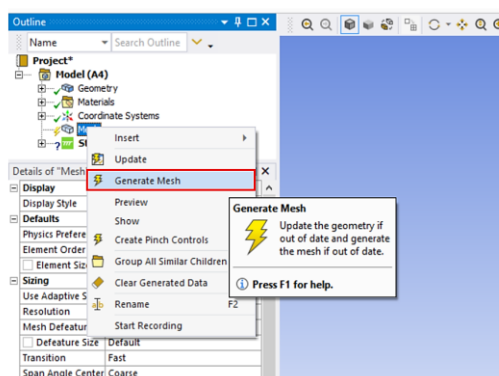 Outline
Name
Search Outline
Project*
Model (A4)
Geometry
Materials
Coordinate Systems
Insert
Update
Details of "Mesh
Generate Mesh
Display
Display Style
Preview
Generate Mesh
Defaults
Show
Update the geometry if
out of date and generate
the mesh if out of date.
Physics Prefere
Create Pinch Controls
Element Order
Element Siz
Group All Similar Children
Sizing
Clear Generated Data
Press F1 for help.
Use Adaptive S
Resolution
Rename
F2
Mesh Defeatur
Start Recording
Defeature Size
Default
Transition
Fast
Span Angle Center
Coarse